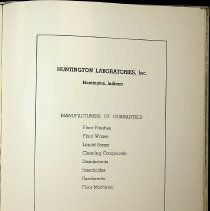 HUNTINGTON LABORATORIES, Inc.
Huntington, Indiana
MANUFACTURERS OF GUARANTEED
Floor Finishes
Floor Waxes
Liquid Soaps
Cleaning Compounds
Disinfectants
Insecticides
Deodorants
Floor Machines